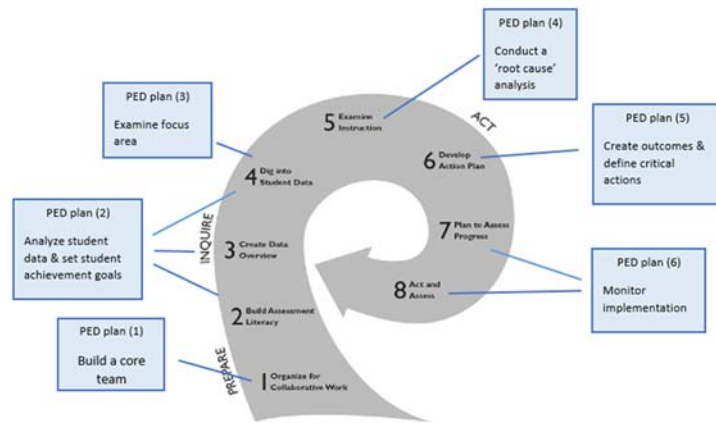 PED plan (4)
Conduct a
‘root cause’
analysis
PED plan (3)
Examine focus
area
5 Examine
Instruction
ACT
PED plan (5)
Create outcomes &
define critical
actions
6 Develop
Action Plan
4 Dig into
Student Data
PED plan (2)
Analyze student
data & set student
achievement goals
INQUIRE
3 Create Data
Overview
7 Plan to Assess
Progress
8 Act and
Assess
PED plan (6)
Monitor
implementation
2 Build Assessment
Literacy
PED plan (1)
Build a core
team
PREPARE
1 Organize for
Collaborative Work